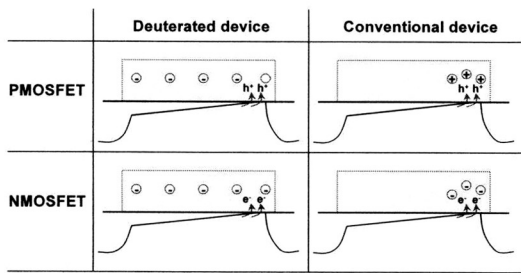 Deuterated device Conventional device
PMOSFET
- - - - + + +
h+ h+ h+ h+
NMOSFET
- - - - - - - -
e- e- e- e-